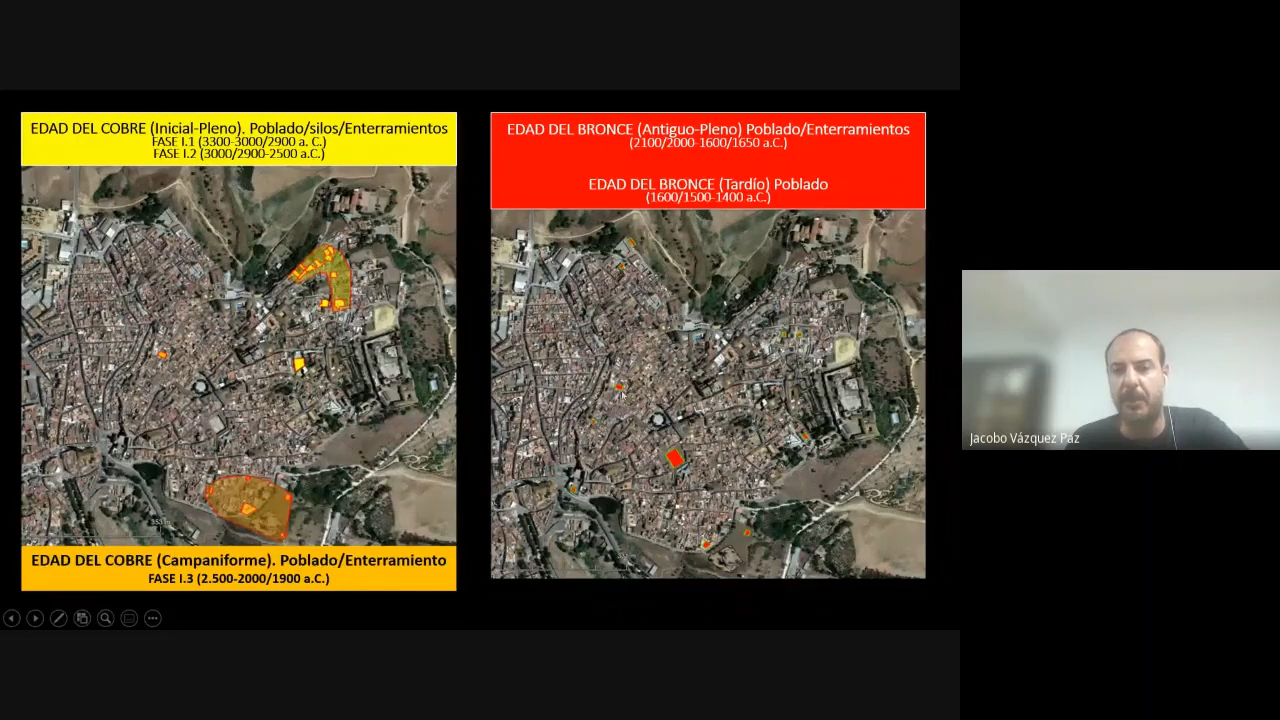 EDAD DEL COBRE (Inicial-Pleno). Poblado/silos/Enterramientos
FASE I.1 (3300-3000/2900 a. C.)
FASE I.2 (3000/2900-2500 a.C.)
EDAD DEL COBRE (Campaniforme). Poblado/Enterramiento
FASE I.3 (2.500-2000/1900 a.C.)
EDAD DEL BRONCE (Antiguo-Pleno) Poblado/Enterramientos
(2100/2000-1600/1650 a.C.)
EDAD DEL BRONCE (Tardío) Poblado
(1600/1500-1400 a.C.)
Jacobo Vázquez Paz